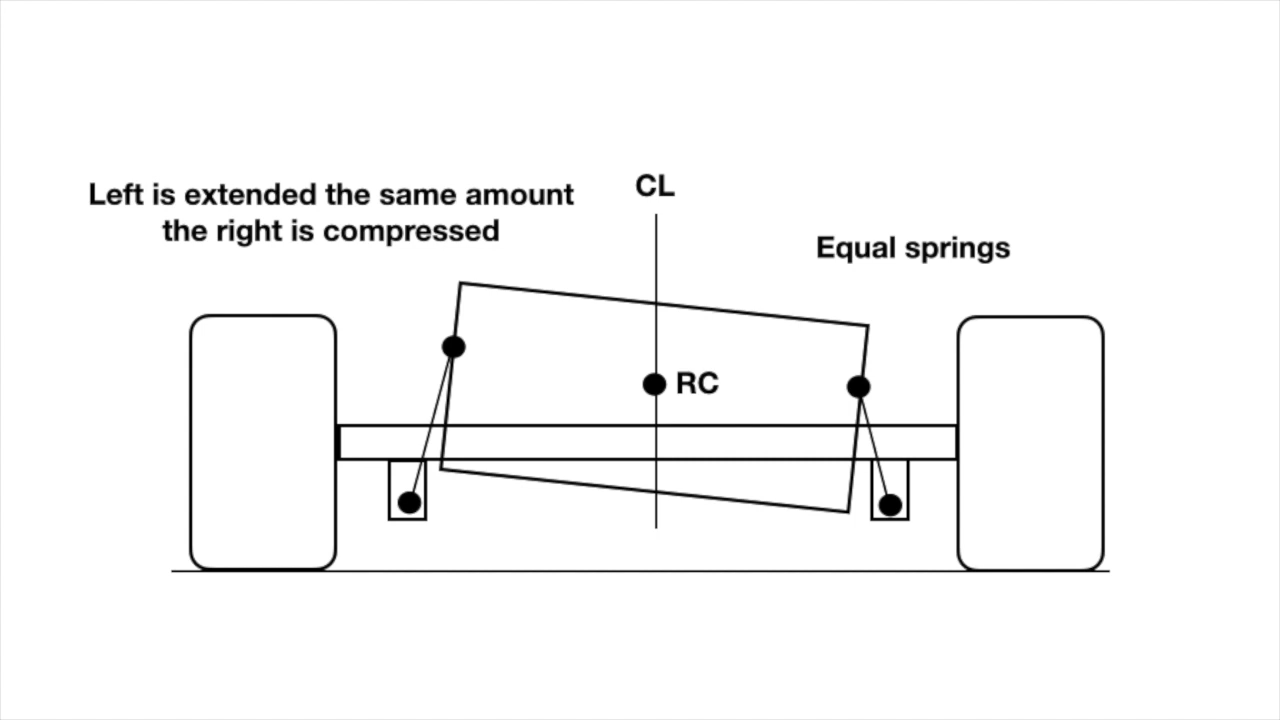 Left is extended the same amount
the right is compressed
CL
Equal springs
RC